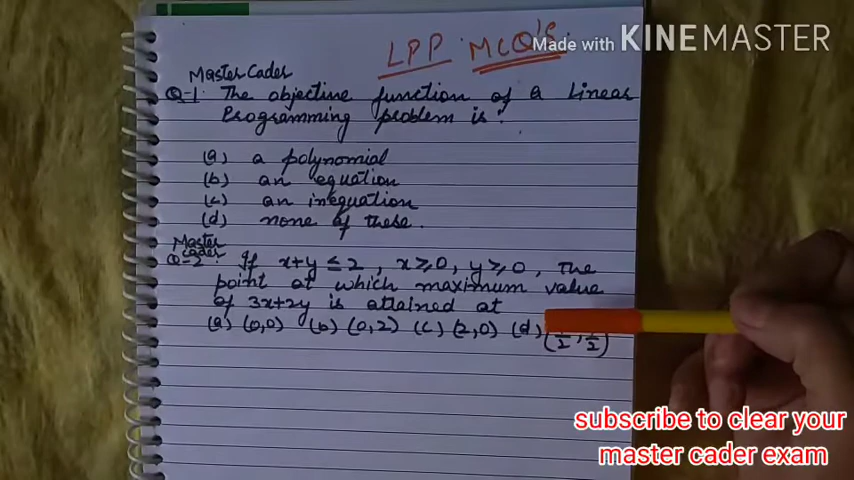 LPP MCQ's
Made with KINEMASTER
Master Cader
Q-1 The objective function of a Linear
Programming problem is:
(a) a polynomial
(b) an equation
(c) an inequation
(d) none of these.
Master
Cader
Q-2 If x+y ≤ 2, x≥0, y≥0, the
point at which maximum value
of 3x+2y is attained at
(a) (0,0) (b) (0,2) (c) (2,0) (d)
subscribe to clear your
master cader exam